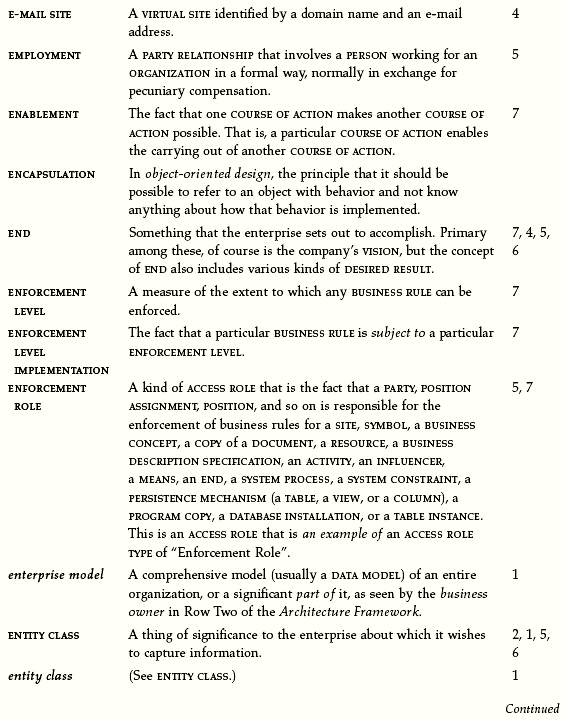 E-MAIL SITE A VIRTUAL SITE identified by a domain name and an e-mail 4
address.
EMPLOYMENT A PARTY RELATIONSHIP that involves a PERSON working for an 5
ORGANIZATION in a formal way, normally in exchange for
pecuniary compensation.
ENABLEMENT The fact that one COURSE OF ACTION makes another COURSE OF 7
ACTION possible. That is, a particular COURSE OF ACTION enables
the carrying out of another COURSE OF ACTION.
ENCAPSULATION In object-oriented design, the principle that it should be
possible to refer to an object with behavior and not know
anything about how that behavior is implemented.
END Something that the enterprise sets out to accomplish. Primary 7, 4, 5,
among these, of course is the company's VISION, but the concept 6
of END also includes various kinds of DESIRED RESULT.
ENFORCEMENT A measure of the extent to which any BUSINESS RULE can be 7
LEVEL enforced.
ENFORCEMENT The fact that a particular BUSINESS RULE is subject to a particular 7
LEVEL ENFORCEMENT LEVEL.
IMPLEMENTATION
ENFORCEMENT A kind of ACCESS ROLE that is the fact that a PARTY, POSITION 5, 7
ROLE ASSIGNMENT, POSITION, and so on is responsible for the
enforcement of business rules for a SITE, SYMBOL, a BUSINESS
CONCEPT, a COPY of a DOCUMENT, a RESOURCE, a BUSINESS
DESCRIPTION SPECIFICATION, an ACTIVITY, an INFLUENCER,
a MEANS, an END, a SYSTEM PROCESS, a SYSTEM CONSTRAINT, a
PERSISTENCE MECHANISM (a TABLE, a VIEW, or a COLUMN), a
PROGRAM COPY, a DATABASE INSTALLATION, or a TABLE INSTANCE.
This is an ACCESS ROLE that is an example of an ACCESS ROLE
TYPE of "Enforcement Role".
enterprise model A comprehensive model (usually a DATA MODEL) of an entire 1
organization, or a significant part of it, as seen by the business
owner in Row Two of the Architecture Framework.
ENTITY CLASS A thing of significance to the enterprise about which it wishes 2, 1, 5,
to capture information. 6
entity class (See ENTITY CLASS.) 1
Continued